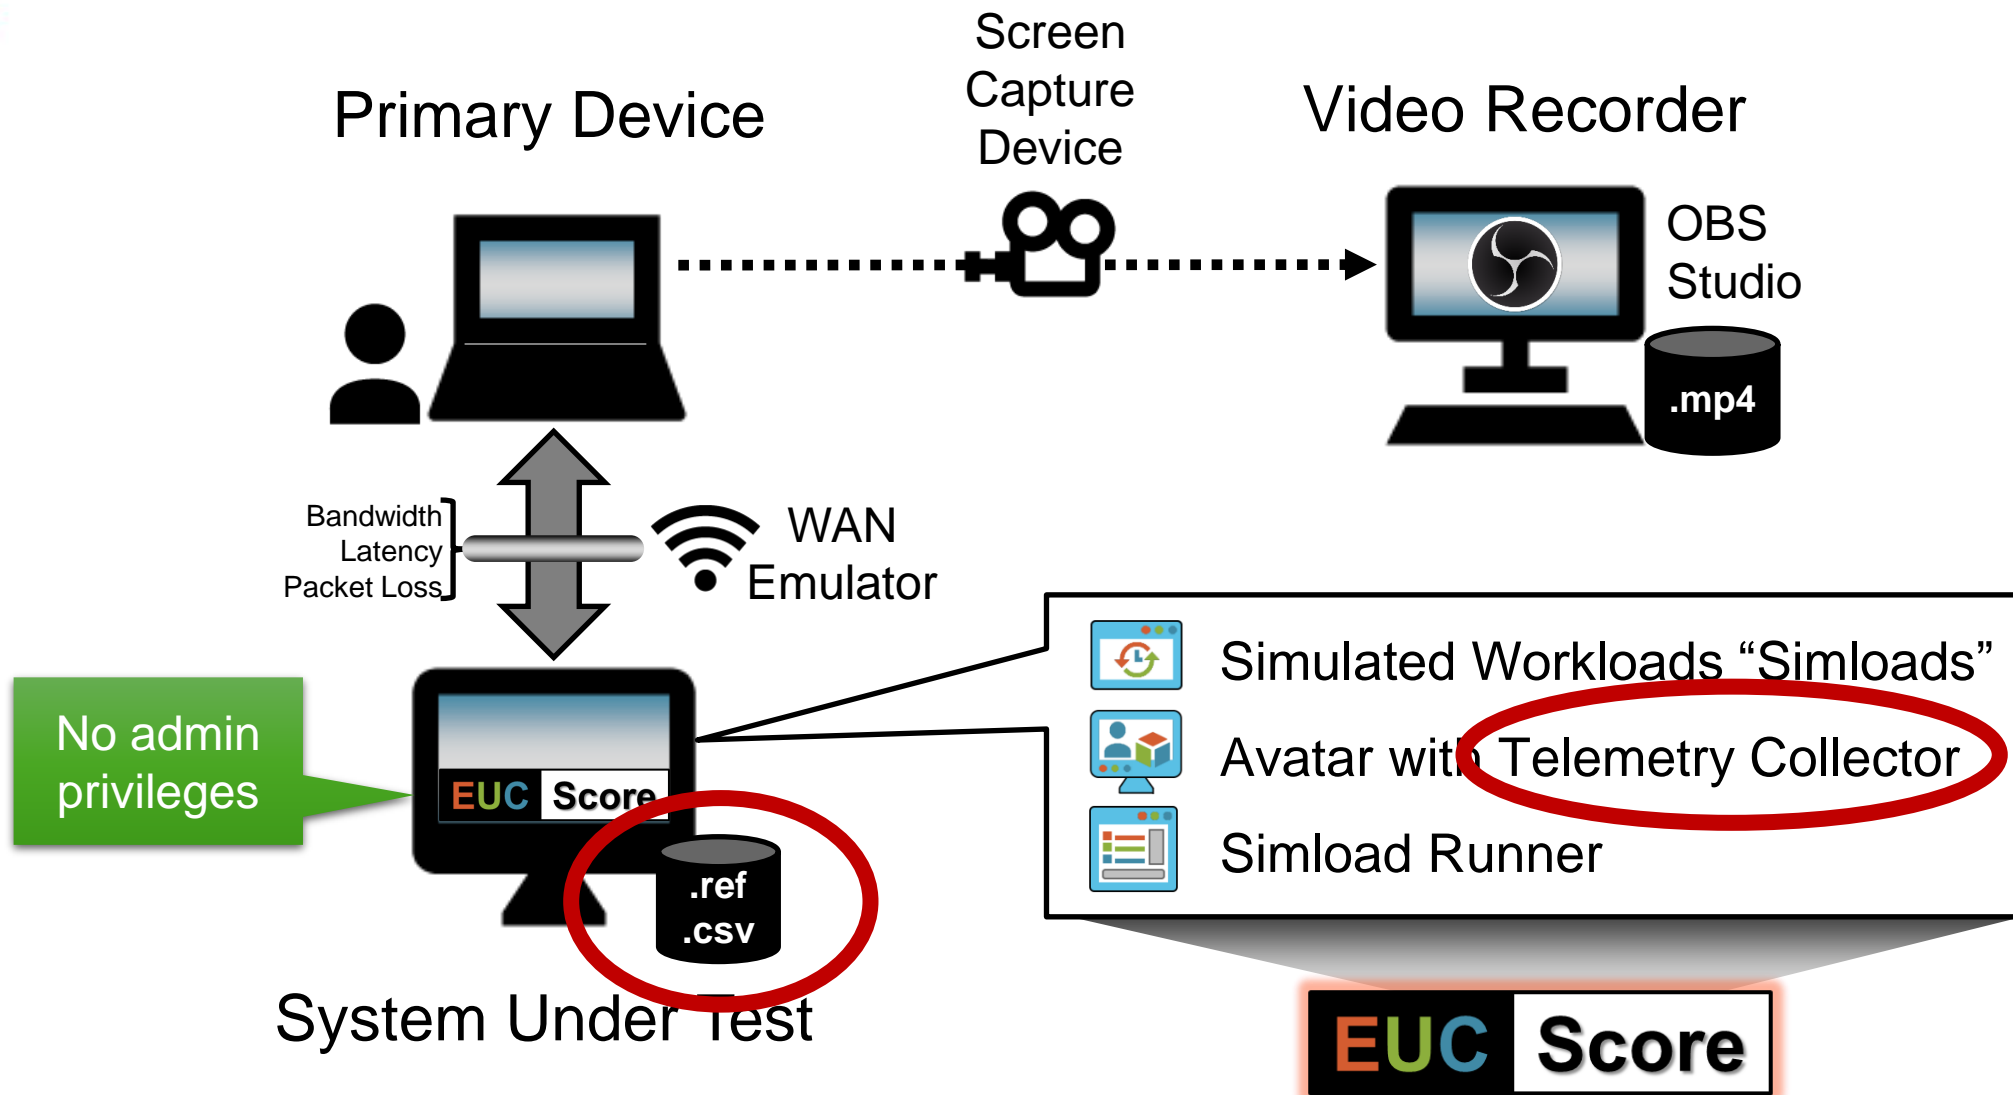 Screen
Capture
Device
Primary Device
Video Recorder
OBS
Studio
.mp4
Bandwidth
Latency
Packet Loss
WAN
Emulator
No admin
privileges
EUC Score
.ref
.csv
System Under Test
Simulated Workloads “Simloads”
Avatar with Telemetry Collector
Simload Runner
EUC Score